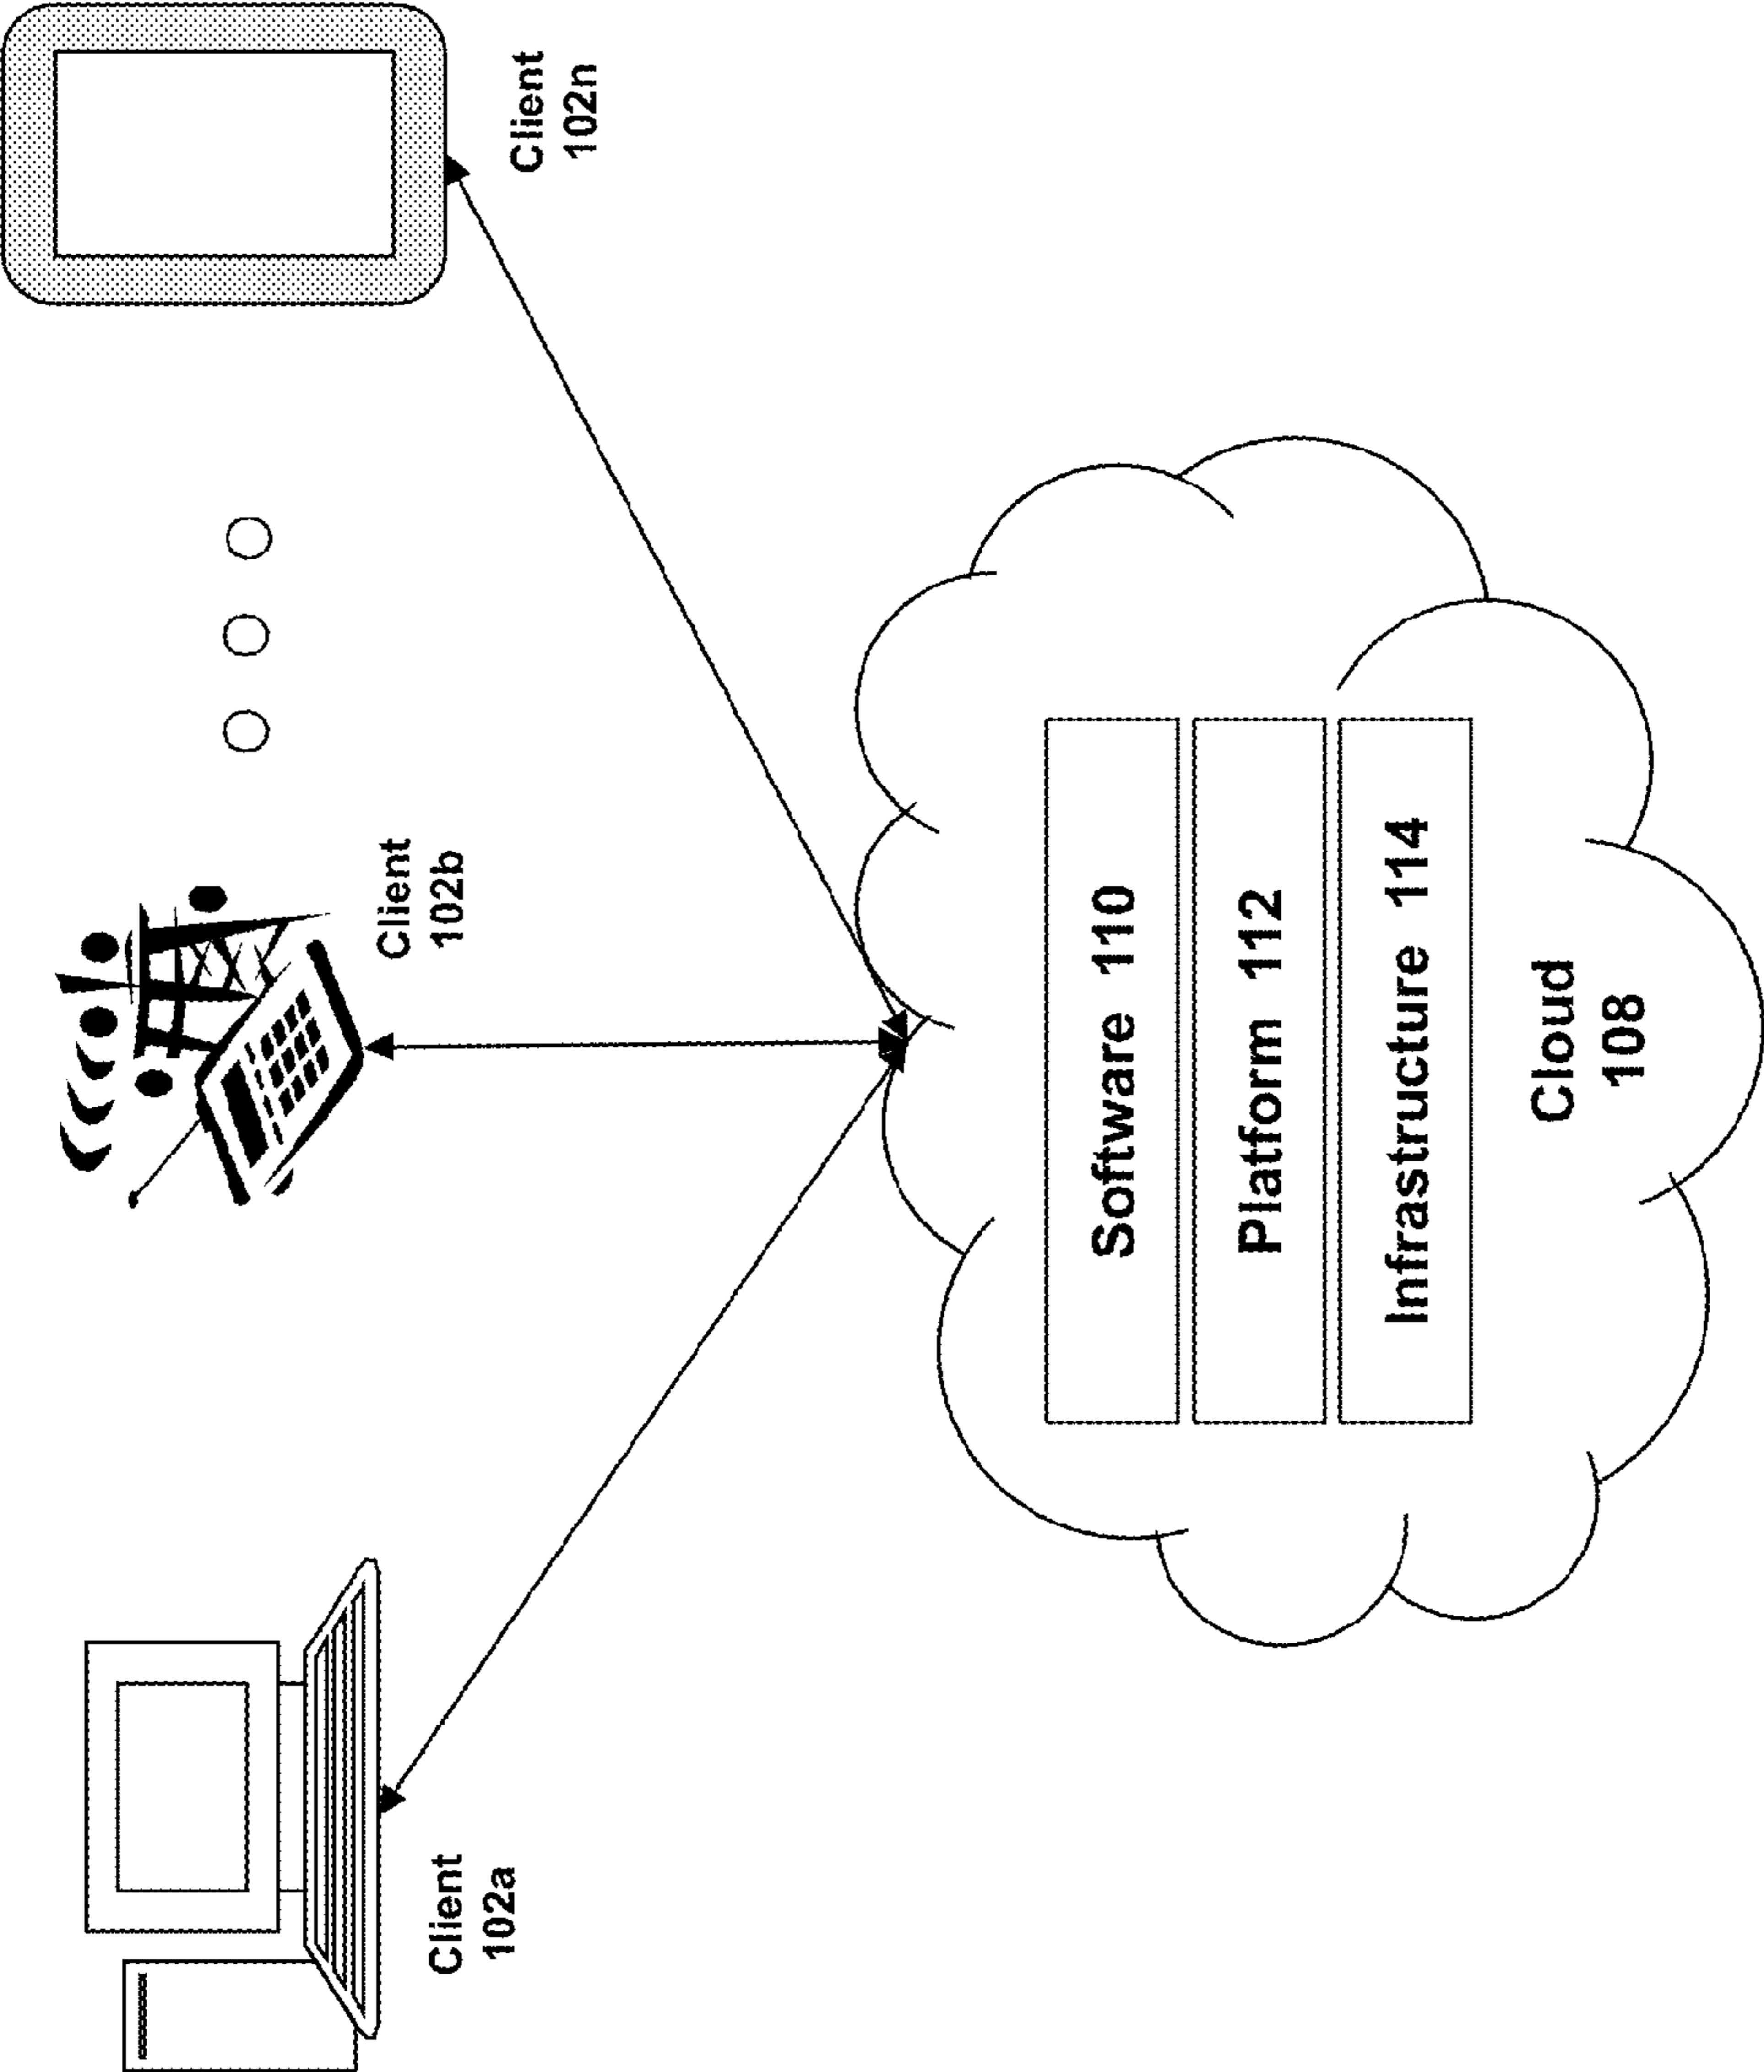 Client
102a
Client
102b
Client
102n
Software 110
Platform 112
Infrastructure 114
Cloud
108